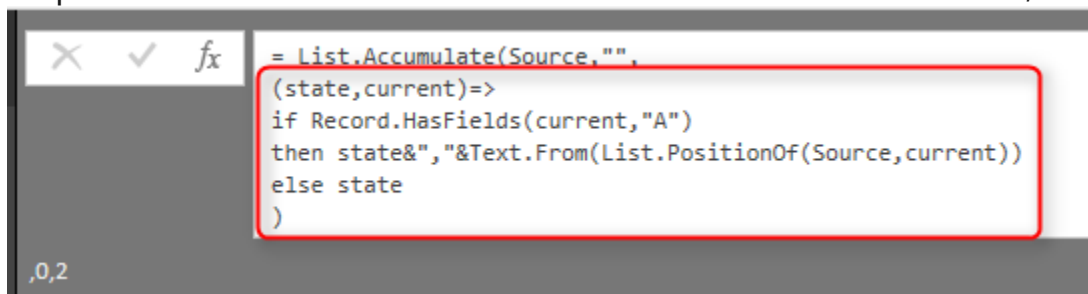 fx
= List.Accumulate(Source,"",
(state,current)=>
if Record.HasFields(current,"A")
then state&","&Text.From(List.PositionOf(Source,current))
else state
)
,0,2